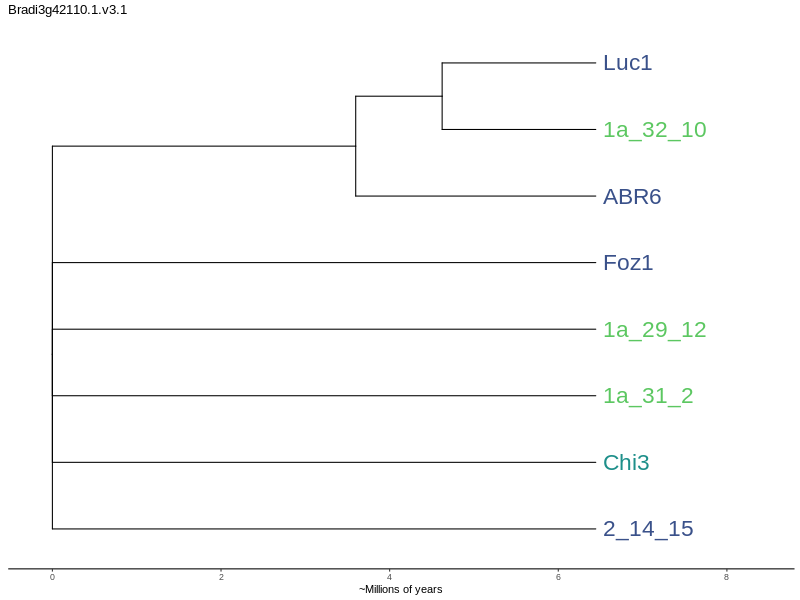 Bradi3g42110.1.v3.1
Luc1
1a_32_10
ABR6
Foz1
1a_29_12
1a_31_2
Chi3
2_14_15
0 2 4 6 8
~Millions of years